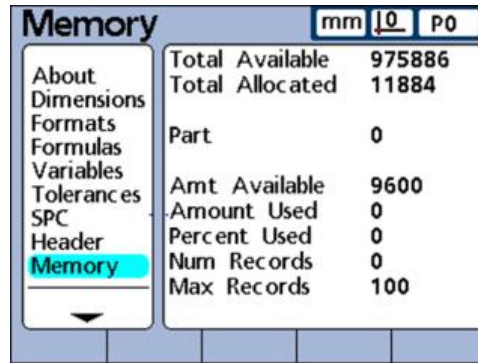 Memory
mm 0 P0
About
Dimensions
Formats
Formulas
Variables
Tolerances
SPC
Header
Memory
Total Available 975886
Total Allocated 11884
Part 0
Amt Available 9600
Amount Used 0
Percent Used 0
Num Records 0
Max Records 100